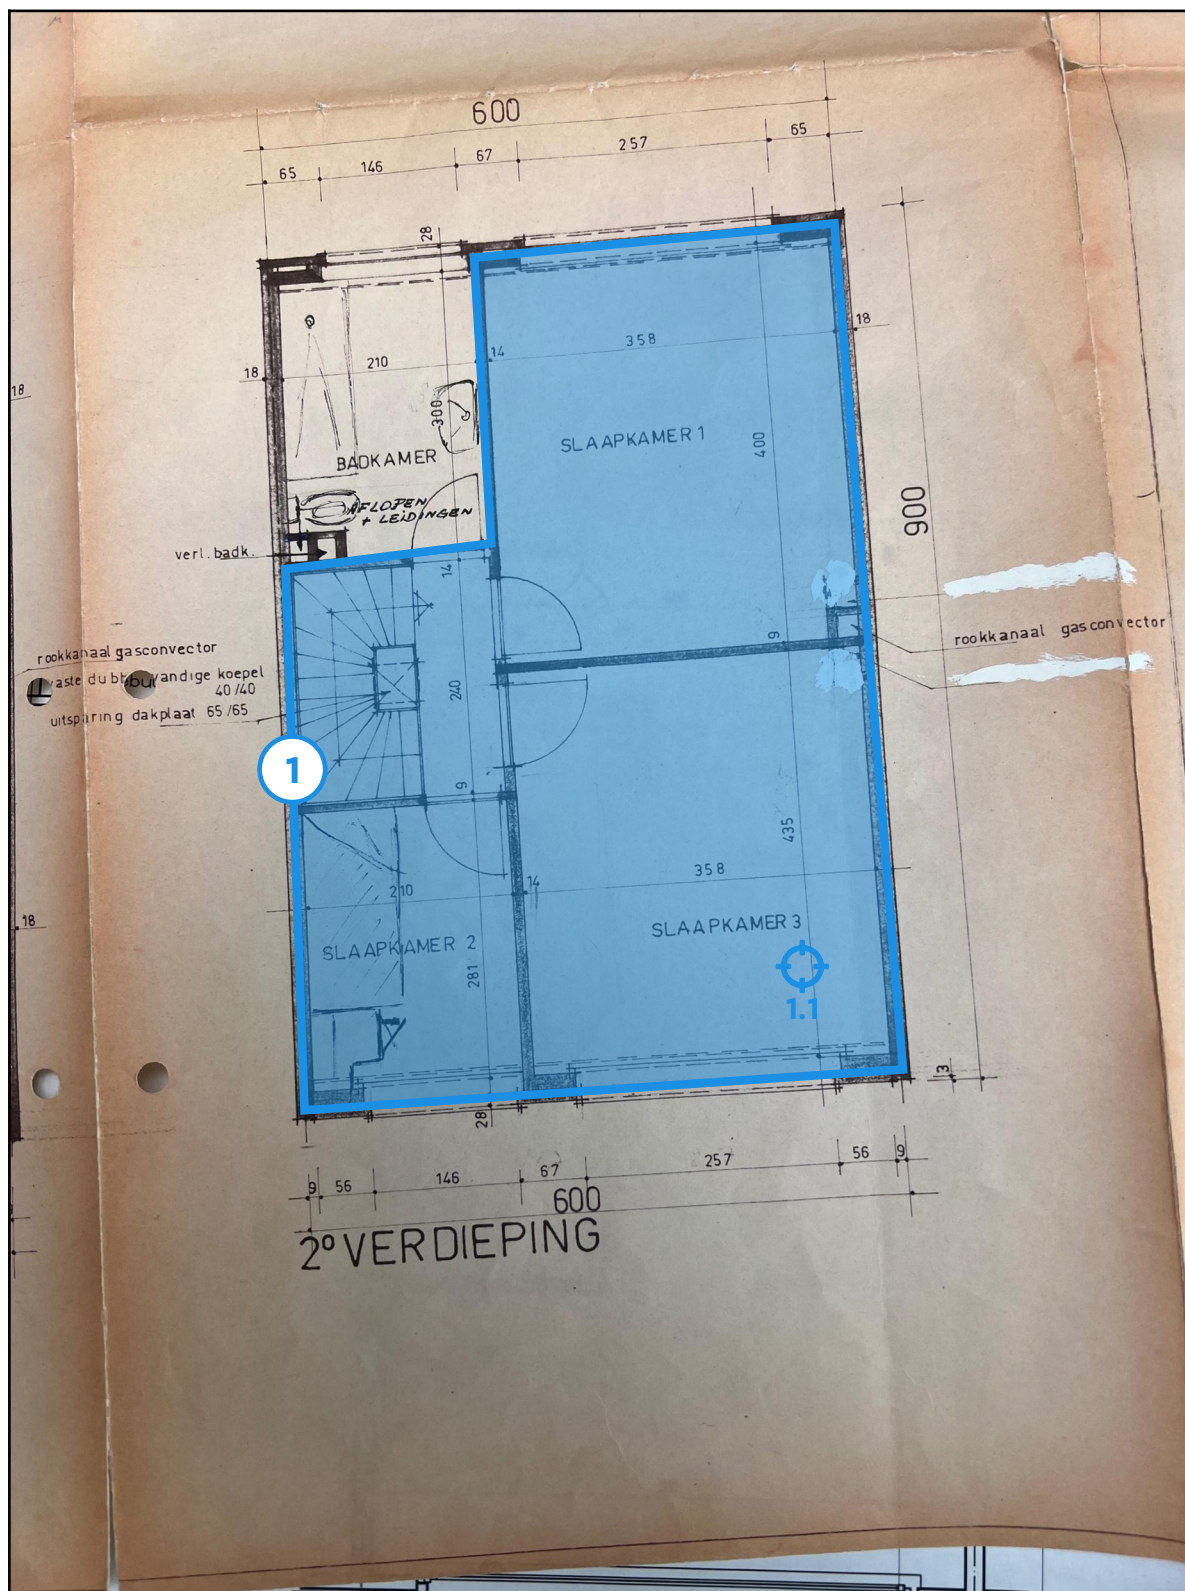 600
65 146 67 257 65
28
18 210 14 358 18
300
400
BADKAMER
SLAAPKAMER 1
AFLOPEN
+ LEIDINGEN
verl. badk.
14
900
9
240
9
18
rookkanaal gasconvector
40/40
uitsparing dakplaat 65/65
rookkanaal gasconvector
1
435
210 14 358
SLAAPKAMER 2
SLAAPKAMER 3
281
1.1
18
28
13
9 56 146 67 257 56 9
600
2º VERDIEPING